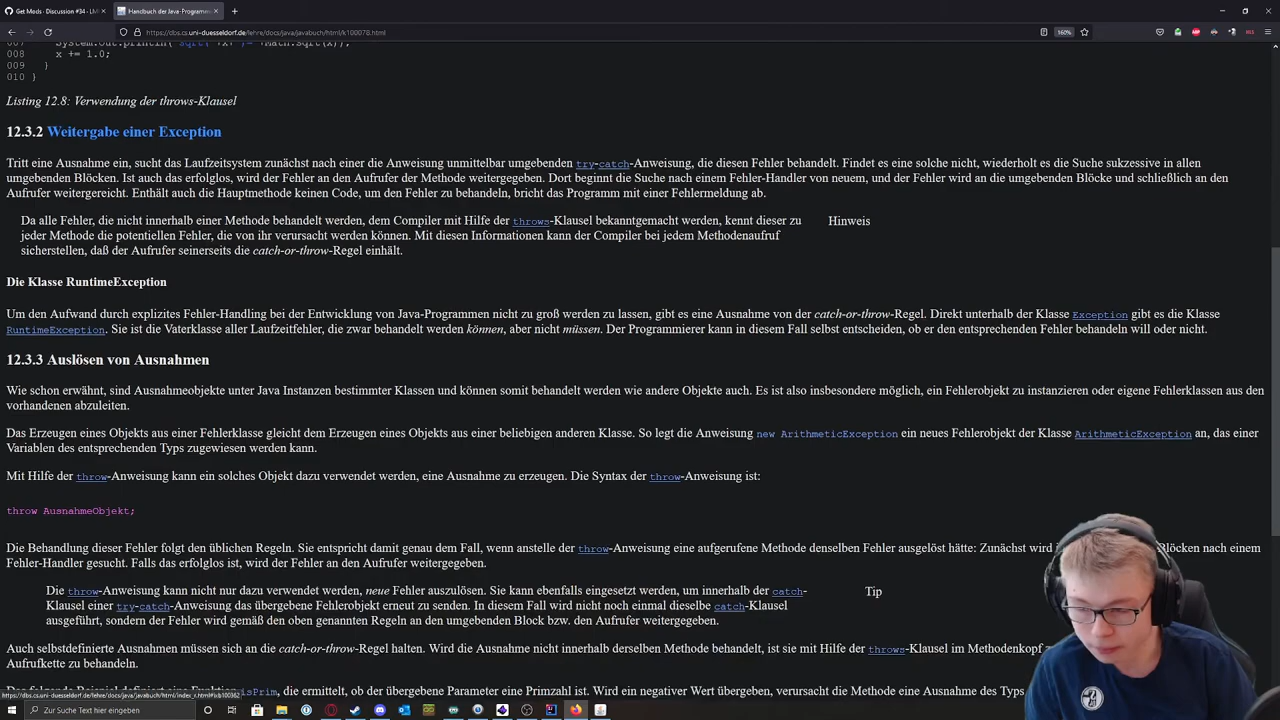 Get Mods · Discussion #34 · LM
Handbuch der Java-Programm
https://dbs.cs.uni-duesseldorf.de/lehre/docs/java/javabuch/html/k100078.html
160%
007 System.out.println("sqrt("+x+")="+Math.sqrt(x));
008 x += 1.0;
009 }
010 }
Listing 12.8: Verwendung der throws-Klausel
12.3.2 Weitergabe einer Exception
Tritt eine Ausnahme ein, sucht das Laufzeitsystem zunächst nach einer die Anweisung unmittelbar umgebenden try-catch-Anweisung, die diesen Fehler behandelt. Findet es eine solche nicht, wiederholt es die Suche sukzessive in allen
umgebenden Blöcken. Ist auch das erfolglos, wird der Fehler an den Aufrufer der Methode weitergegeben. Dort beginnt die Suche nach einem Fehler-Handler von neuem, und der Fehler wird an die umgebenden Blöcke und schließlich an den
Aufrufer weitergereicht. Enthält auch die Hauptmethode keinen Code, um den Fehler zu behandeln, bricht das Programm mit einer Fehlermeldung ab.
Da alle Fehler, die nicht innerhalb einer Methode behandelt werden, dem Compiler mit Hilfe der throws-Klausel bekanntgemacht werden, kennt dieser zu
Hinweis
jeder Methode die potentiellen Fehler, die von ihr verursacht werden können. Mit diesen Informationen kann der Compiler bei jedem Methodenaufruf
sicherstellen, daß der Aufrufer seinerseits die catch-or-throw-Regel einhält.
Die Klasse RuntimeException
Um den Aufwand durch explizites Fehler-Handling bei der Entwicklung von Java-Programmen nicht zu groß werden zu lassen, gibt es eine Ausnahme von der catch-or-throw-Regel. Direkt unterhalb der Klasse Exception gibt es die Klasse
RuntimeException. Sie ist die Vaterklasse aller Laufzeitfehler, die zwar behandelt werden können, aber nicht müssen. Der Programmierer kann in diesem Fall selbst entscheiden, ob er den entsprechenden Fehler behandeln will oder nicht.
12.3.3 Auslösen von Ausnahmen
Wie schon erwähnt, sind Ausnahmeobjekte unter Java Instanzen bestimmter Klassen und können somit behandelt werden wie andere Objekte auch. Es ist also insbesondere möglich, ein Fehlerobjekt zu instanzieren oder eigene Fehlerklassen aus den
vorhandenen abzuleiten.
Das Erzeugen eines Objekts aus einer Fehlerklasse gleicht dem Erzeugen eines Objekts aus einer beliebigen anderen Klasse. So legt die Anweisung new ArithmeticException ein neues Fehlerobjekt der Klasse ArithmeticException an, das einer
Variablen des entsprechenden Typs zugewiesen werden kann.
Mit Hilfe der throw-Anweisung kann ein solches Objekt dazu verwendet werden, eine Ausnahme zu erzeugen. Die Syntax der throw-Anweisung ist:
throw AusnahmeObjekt;
Die Behandlung dieser Fehler folgt den üblichen Regeln. Sie entspricht damit genau dem Fall, wenn anstelle der throw-Anweisung eine aufgerufene Methode denselben Fehler ausgelöst hätte: Zunächst Blöcken nach einem
Fehler-Handler gesucht. Falls das erfolglos ist, wird der Fehler an den Aufrufer weitergegeben.
Die throw-Anweisung kann nicht nur dazu verwendet werden, neue Fehler auszulösen. Sie kann ebenfalls eingesetzt werden, um innerhalb der catch-
Tip
Klausel einer try-catch-Anweisung das übergebene Fehlerobjekt erneut zu senden. In diesem Fall wird nicht noch einmal dieselbe catch-Klausel
ausgeführt, sondern der Fehler wird gemäß den oben genannten Regeln an den umgebenden Block bzw. den Aufrufer weitergegeben.
Auch selbstdefinierte Ausnahmen müssen sich an die catch-or-throw-Regel halten. Wird die Ausnahme nicht innerhalb derselben Methode behandelt, ist sie mit Hilfe der throws-Klausel im Methodenkopf
Aufrufkette zu behandeln.
isPrim, die ermittelt, ob der übergebene Parameter eine Primzahl ist. Wird ein negativer Wert übergeben, verursacht die Methode eine Ausnahme des Typs
Zur Suche Text hier eingeben